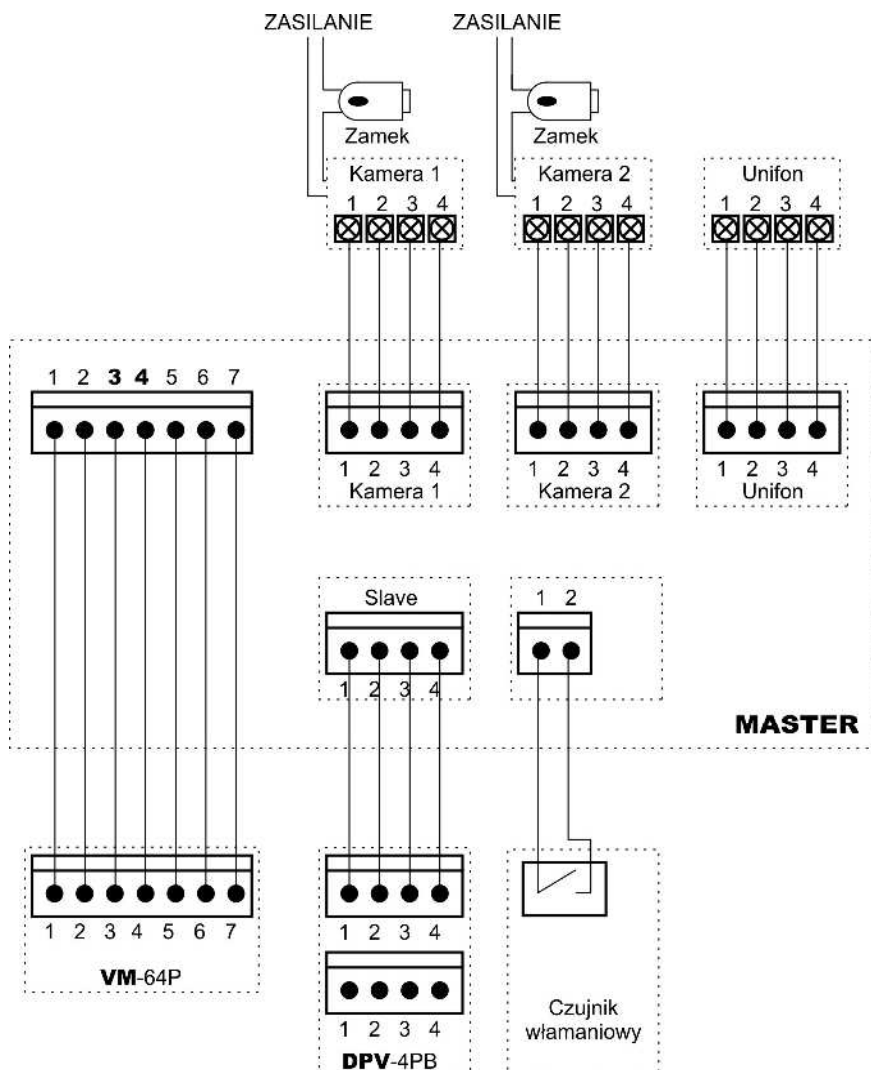 ZASILANIE ZASILANIE
Zamek Zamek
Kamera 1 Kamera 2 Unifon
1 2 3 4 1 2 3 4 1 2 3 4
1 2 3 4 5 6 7
1 2 3 4 1 2 3 4 1 2 3 4
Kamera 1 Kamera 2 Unifon
Slave 1 2
1 2 3 4
MASTER
1 2 3 4 5 6 7 1 2 3 4
VM-64P
Czujnik
włamaniowy
1 2 3 4
DPV-4PB